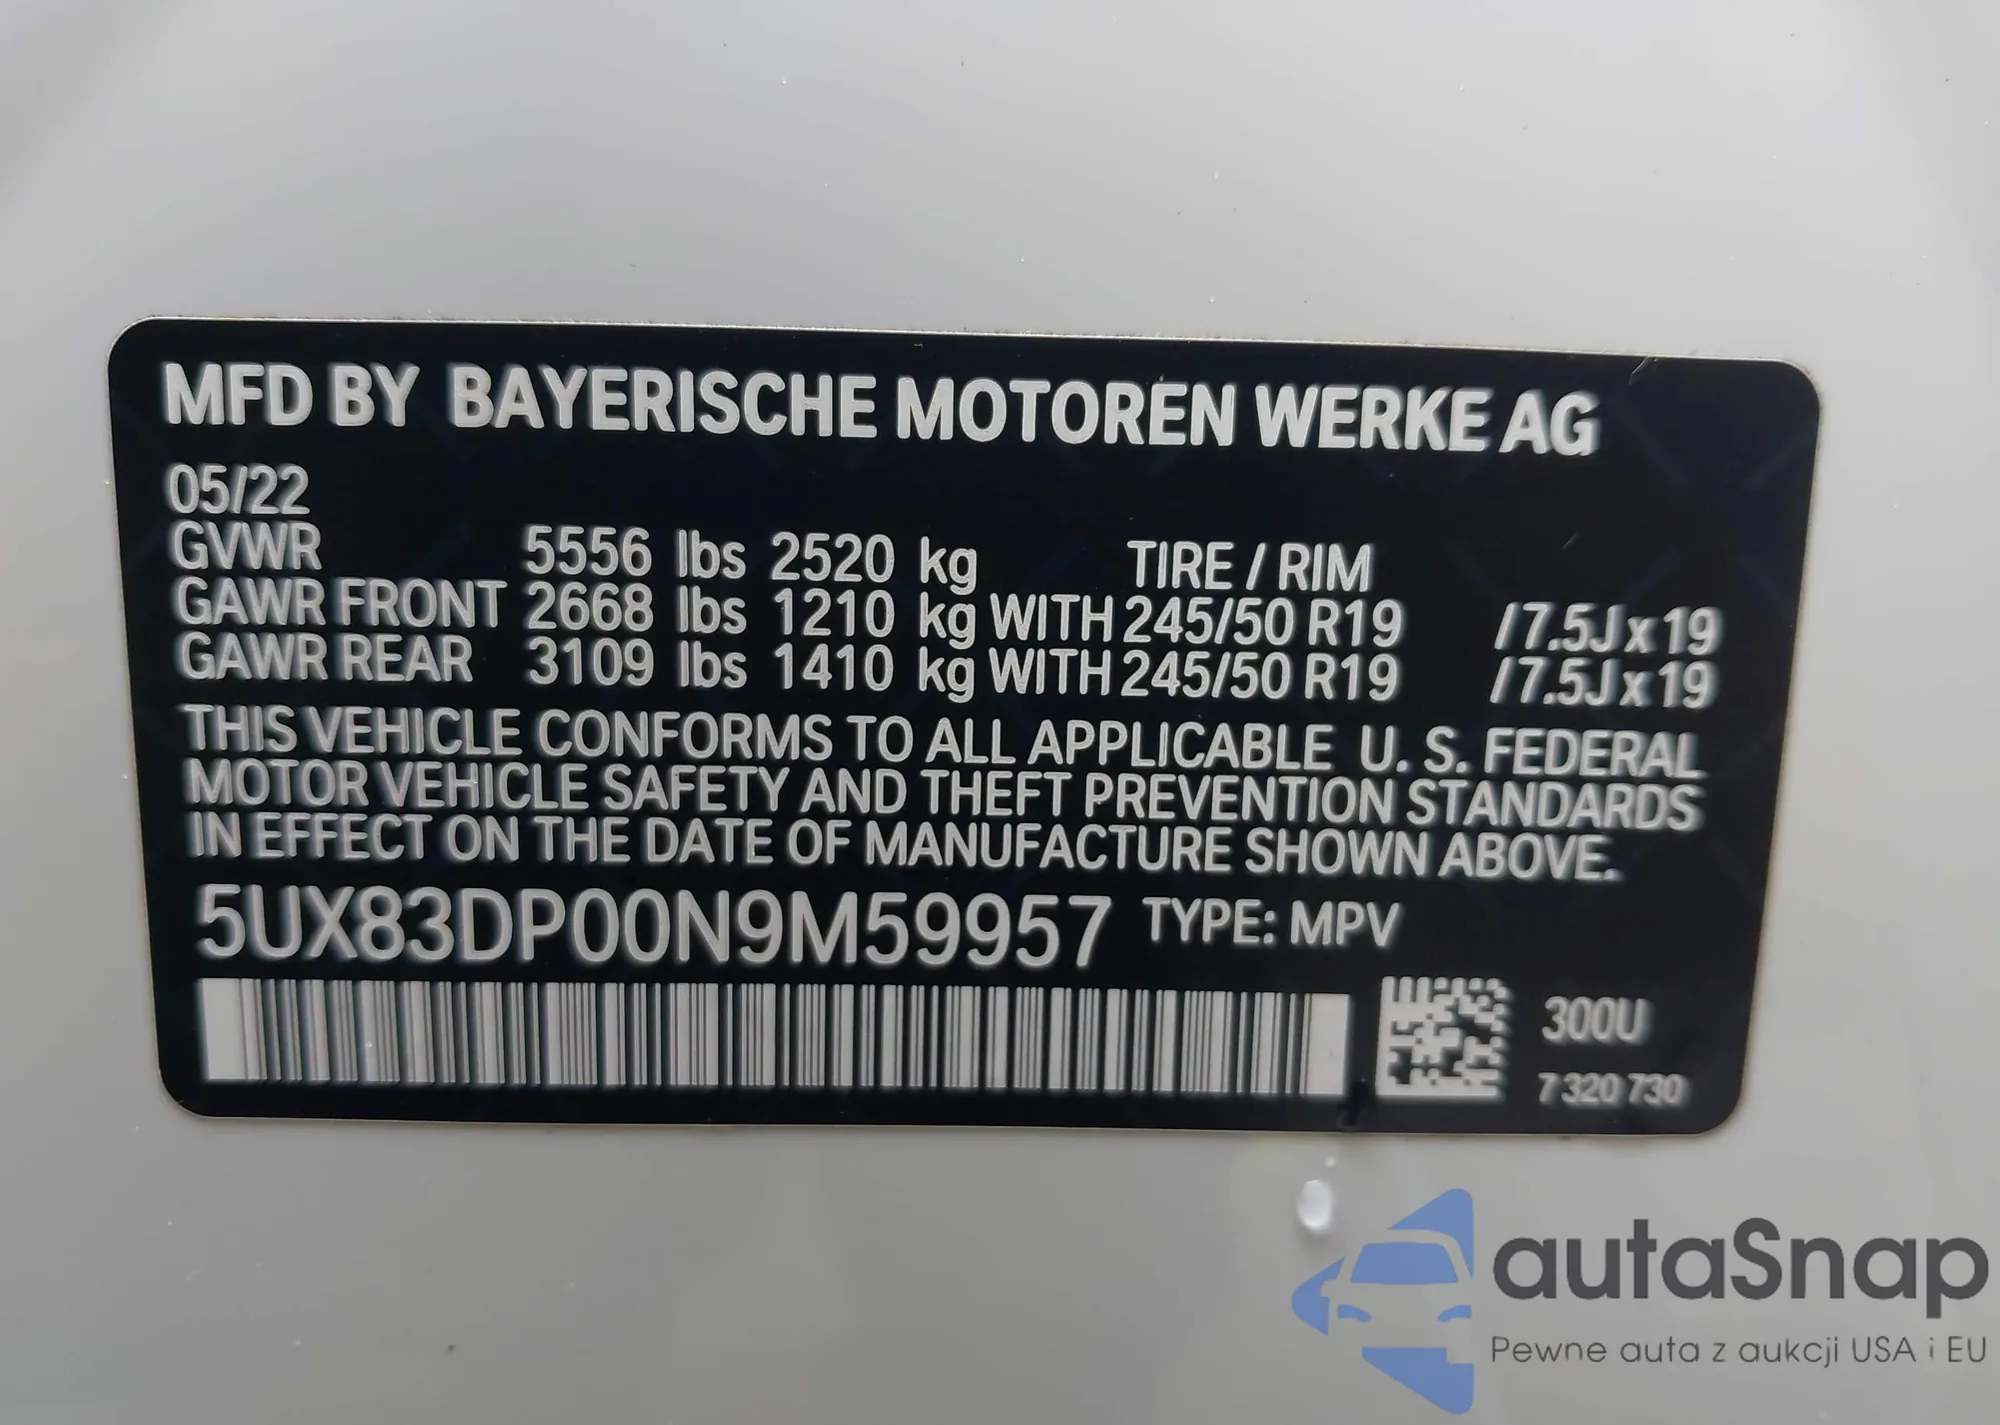 MFD BY BAYERISCHE MOTOREN WERKE AG
05/22
GVWR 5556 lbs 2520 kg TIRE / RIM
GAWR FRONT 2668 lbs 1210 kg WITH 245/50 R19 /7.5J x 19
GAWR REAR 3109 lbs 1410 kg WITH 245/50 R19 /7.5J x 19
THIS VEHICLE CONFORMS TO ALL APPLICABLE U. S. FEDERAL
MOTOR VEHICLE SAFETY AND THEFT PREVENTION STANDARDS
IN EFFECT ON THE DATE OF MANUFACTURE SHOWN ABOVE.
5UX83DP00N9M59957 TYPE: MPV
300U
7 320 730
autaSnap
Pewne auta z aukcji USA i EU